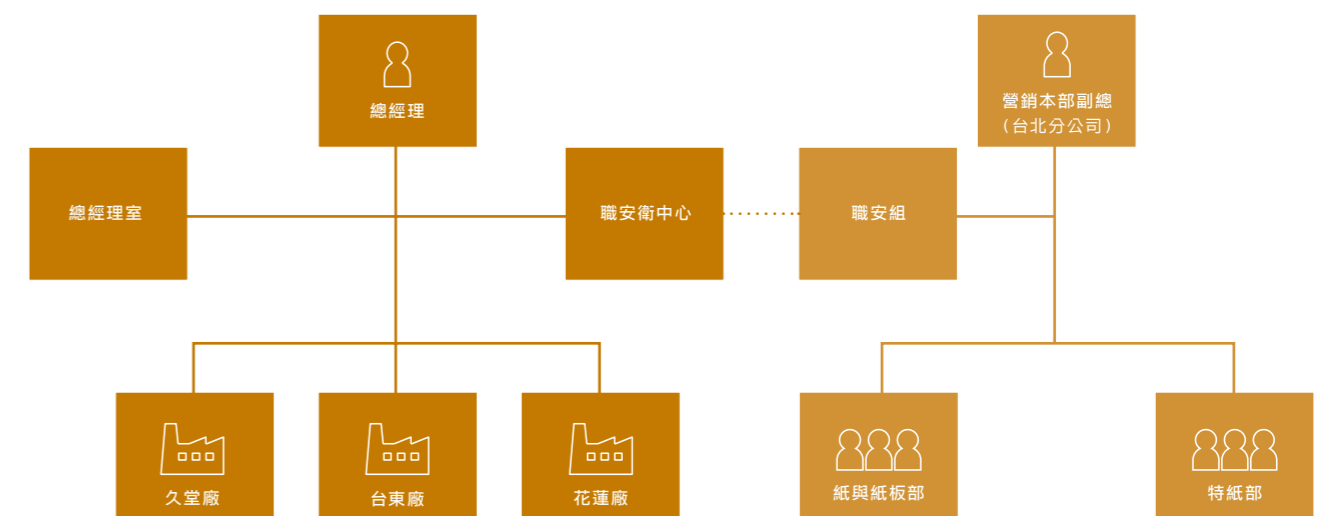 總經理
營銷本部副總
(台北分公司)
總經理室
職安衛中心
職安組
久堂廠
台東廠
花蓮廠
紙與紙板部
特紙部